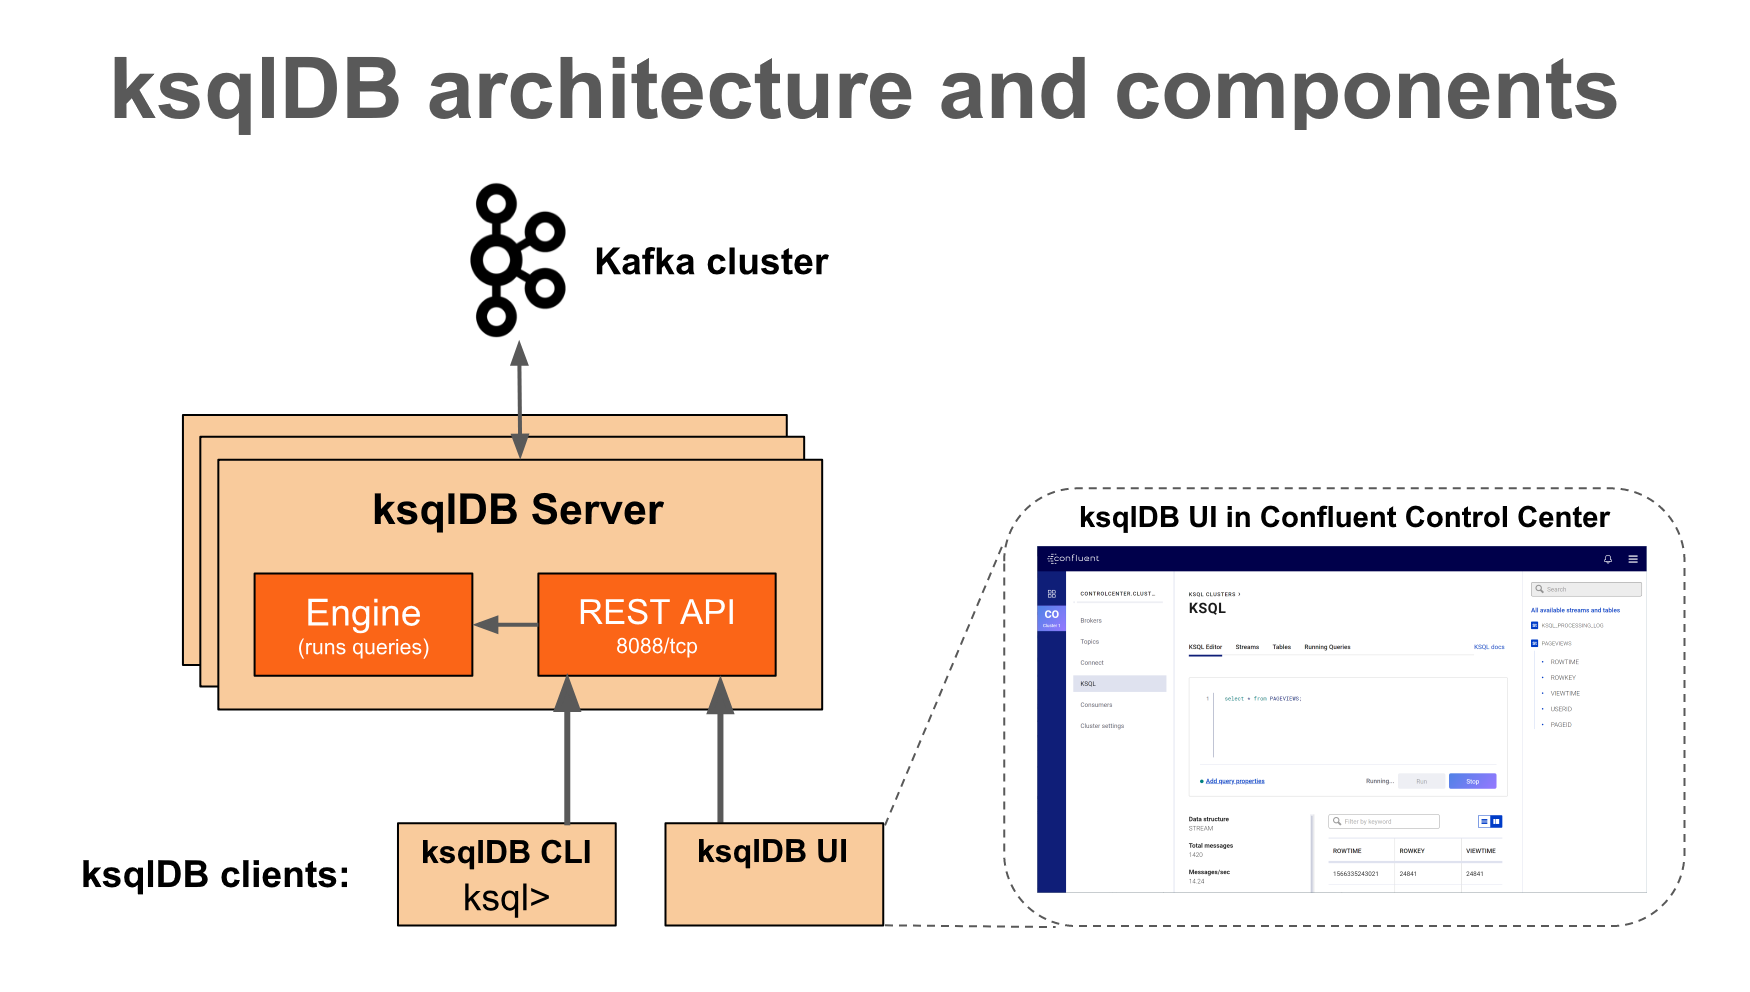 ksqlDB architecture and components
Kafka cluster
ksqlDB Server
Engine
(runs queries)
REST API
8088/tcp
ksqlDB clients:
ksqlDB CLI
ksql>
ksqlDB UI
ksqlDB UI in Confluent Control Center
confluent
CO
Cluster 1
CONTROLCENTER.CLUST...
Brokers
Topics
Connect
KSQL
Consumers
Cluster settings
KSQL CLUSTERS ›
KSQL
KSQL Editor Streams Tables Running Queries KSQL docs
1 select * from PAGEVIEWS;
Add query properties Running... Run Stop
Data structure
STREAM
Total messages
1420
Messages/sec
14.24
Filter by keyword
ROWTIME ROWKEY VIEWTIME
1566335243021 24841 24841
Search
All available streams and tables
KSQL_PROCESSING_LOG
PAGEVIEWS
ROWTIME
ROWKEY
VIEWTIME
USERID
PAGEID